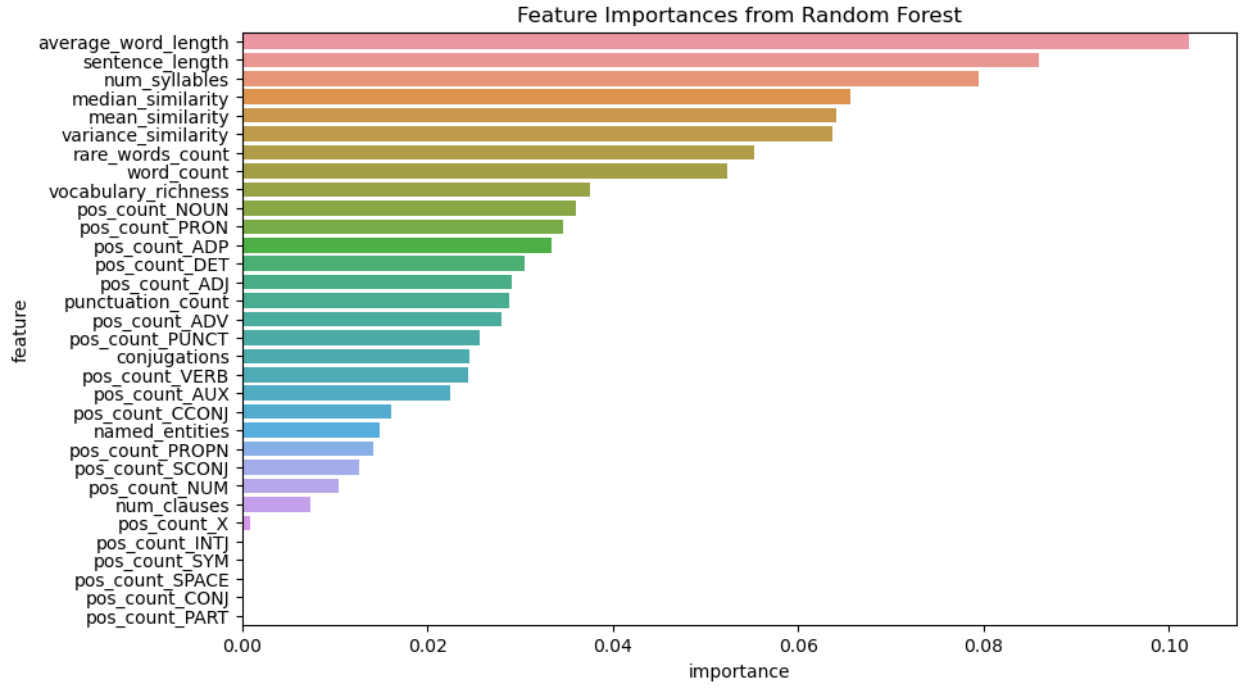 Feature Importances from Random Forest
average_word_length
sentence_length
num_syllables
median_similarity
mean_similarity
variance_similarity
rare_words_count
word_count
vocabulary_richness
pos_count_NOUN
pos_count_PRON
pos_count_ADP
pos_count_DET
pos_count_ADJ
punctuation_count
pos_count_ADV
pos_count_PUNCT
conjugations
pos_count_VERB
pos_count_AUX
pos_count_CCONJ
named_entities
pos_count_PROPN
pos_count_SCONJ
pos_count_NUM
num_clauses
pos_count_X
pos_count_INTJ
pos_count_SYM
pos_count_SPACE
pos_count_CONJ
pos_count_PART
feature
0.00 0.02 0.04 0.06 0.08 0.10
importance